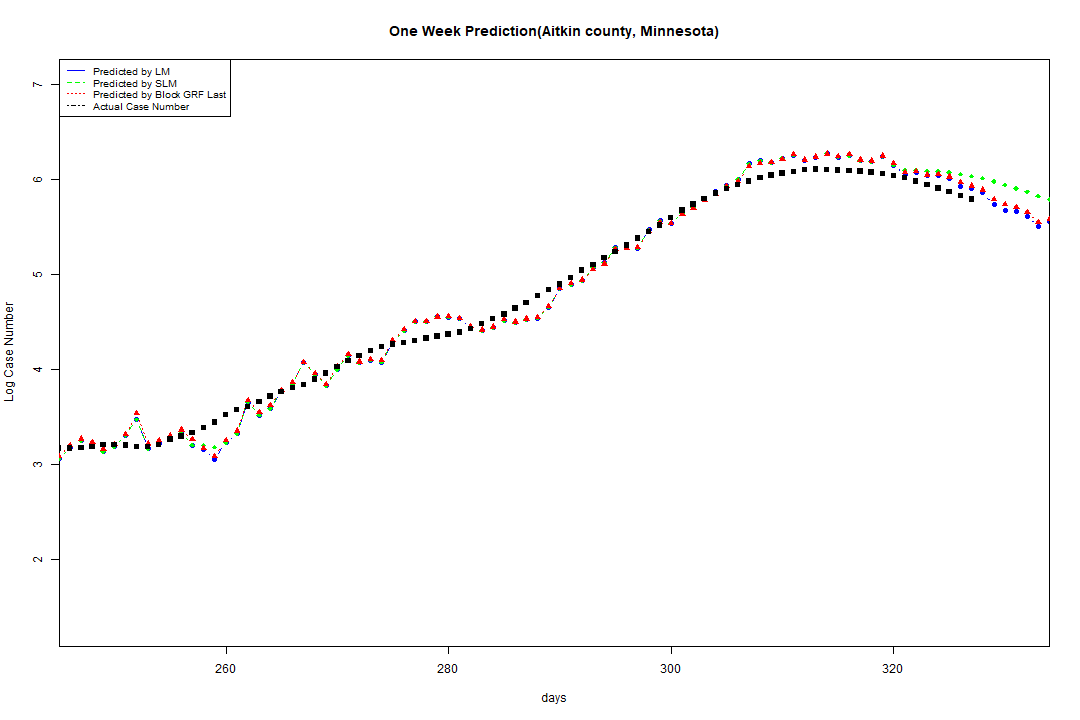 One Week Prediction(Aitkin county, Minnesota)
Predicted by LM
Predicted by SLM
Predicted by Block GRF Last
Actual Case Number
7
6
5
4
3
2
Log Case Number
260
280
300
320
days